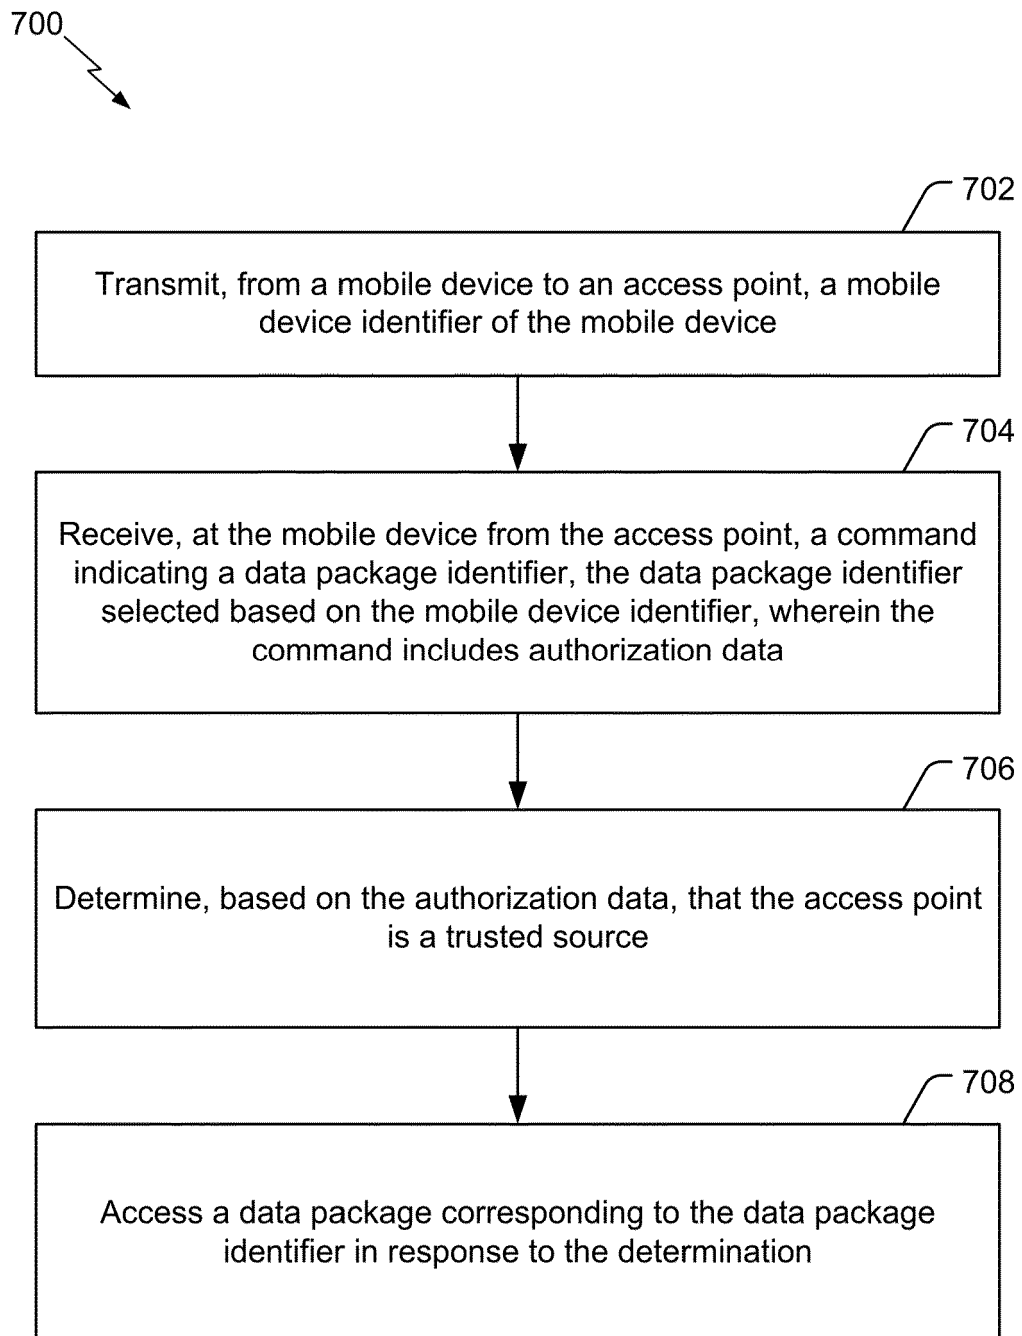 700
702
Transmit, from a mobile device to an access point, a mobile
device identifier of the mobile device
704
Receive, at the mobile device from the access point, a command
indicating a data package identifier, the data package identifier
selected based on the mobile device identifier, wherein the
command includes authorization data
706
Determine, based on the authorization data, that the access point
is a trusted source
708
Access a data package corresponding to the data package
identifier in response to the determination